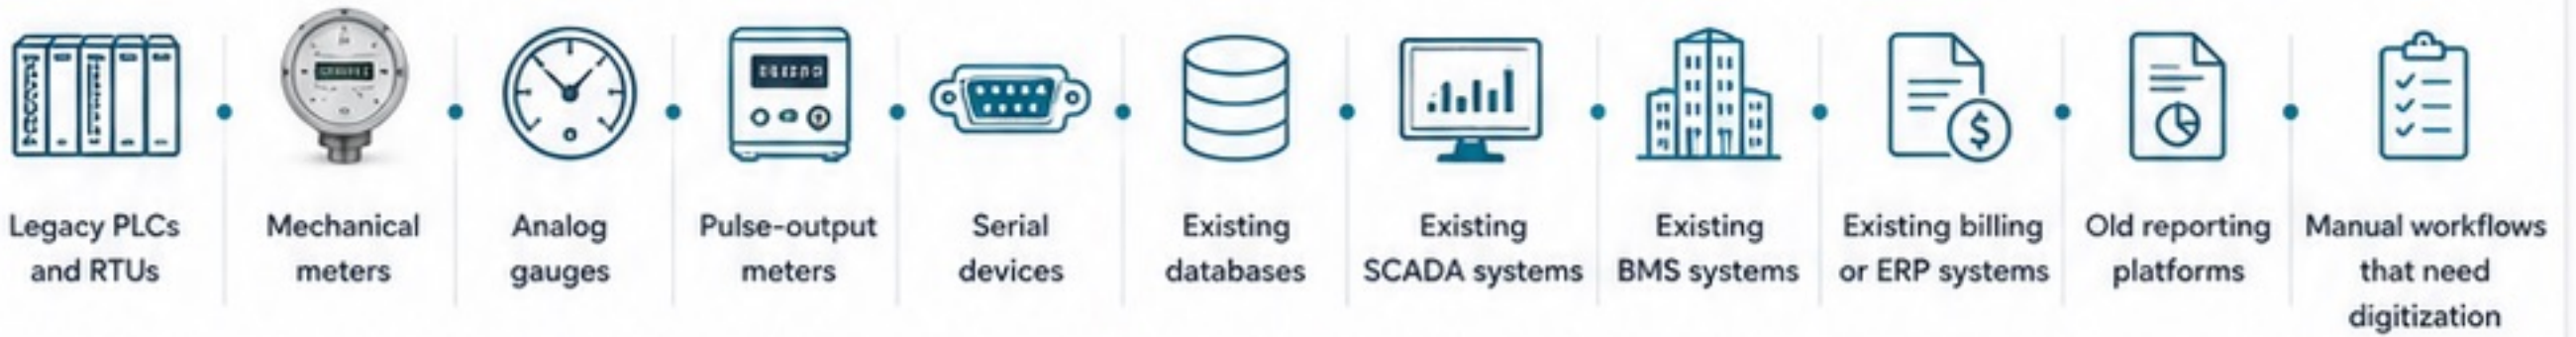 Legacy PLCs
and RTUs
Mechanical
meters
Analog
gauges
Pulse-output
meters
Serial
devices
Existing
databases
Existing
SCADA systems
Existing
BMS systems
Existing billing
or ERP systems
$
Old reporting
platforms
Manual workflows
that need
digitization